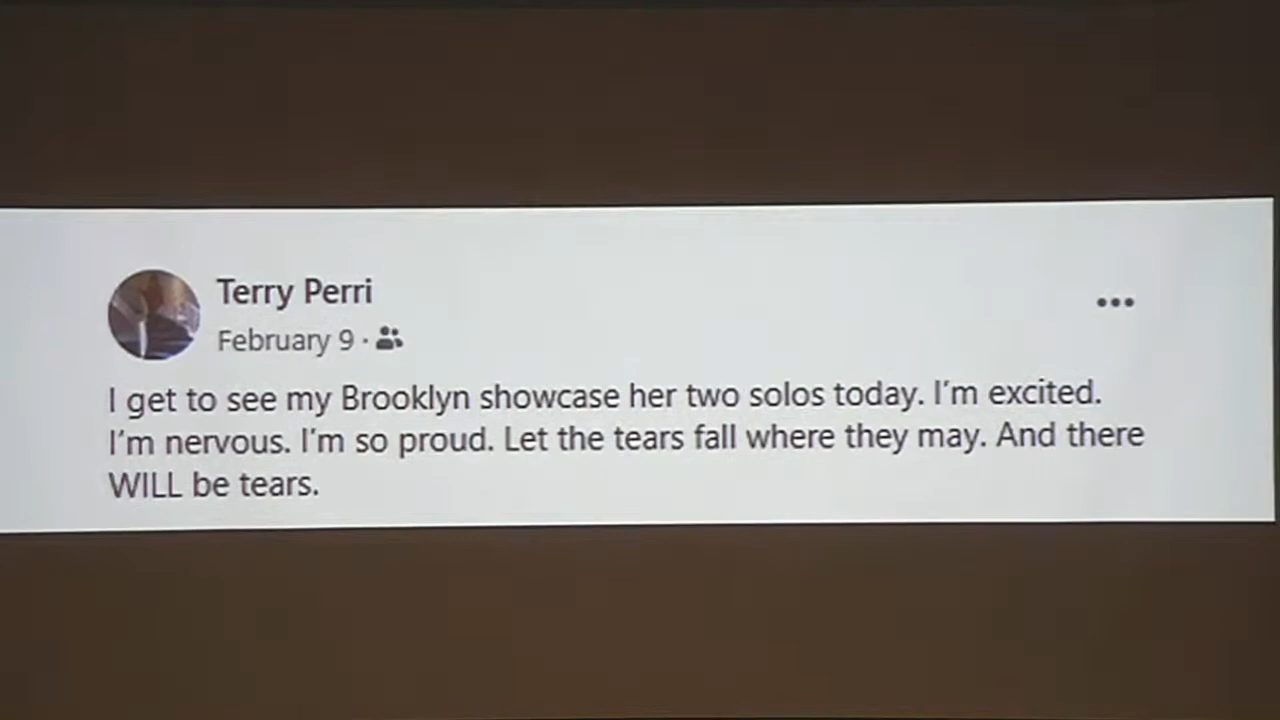 Terry Perri
February 9 ·
I get to see my Brooklyn showcase her two solos today. I'm excited.
I'm nervous. I'm so proud. Let the tears fall where they may. And there
WILL be tears.